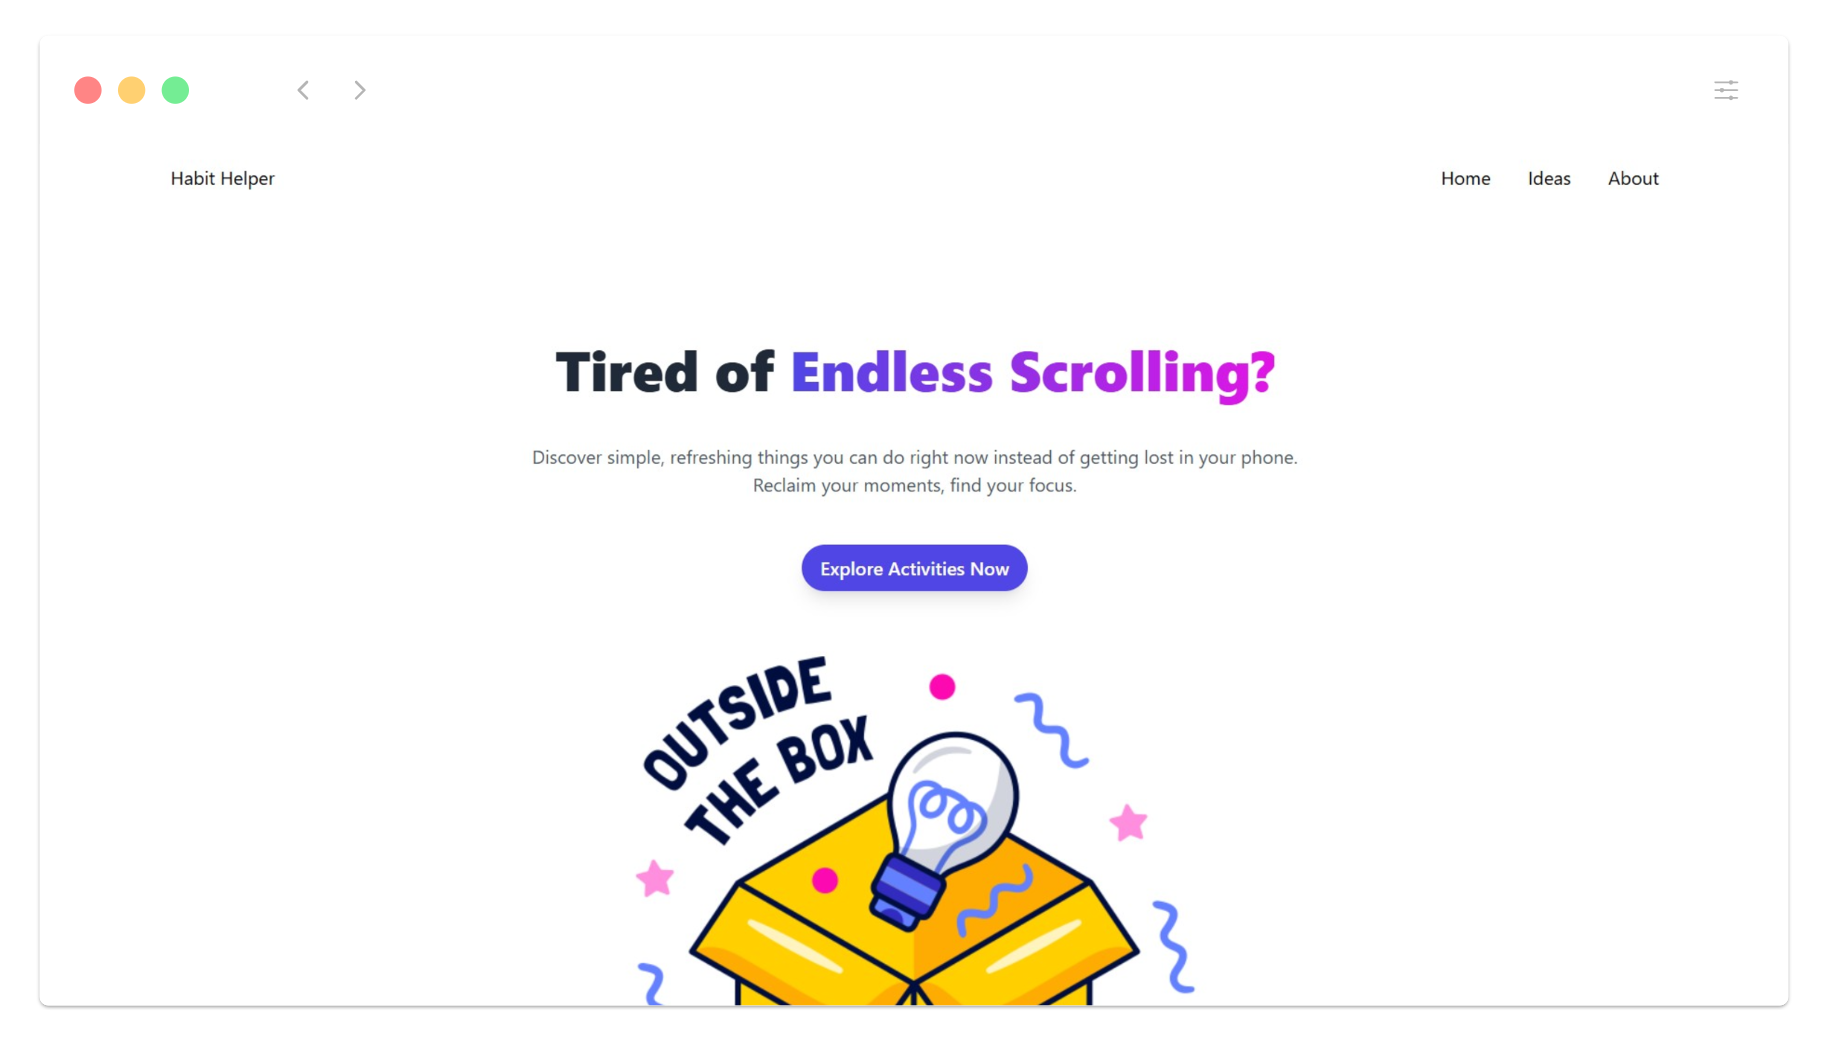 Habit Helper
Home
Ideas
About
Tired of Endless Scrolling?
Discover simple, refreshing things you can do right now instead of getting lost in your phone.
Reclaim your moments, find your focus.
Explore Activities Now
OUTSIDE
THE BOX